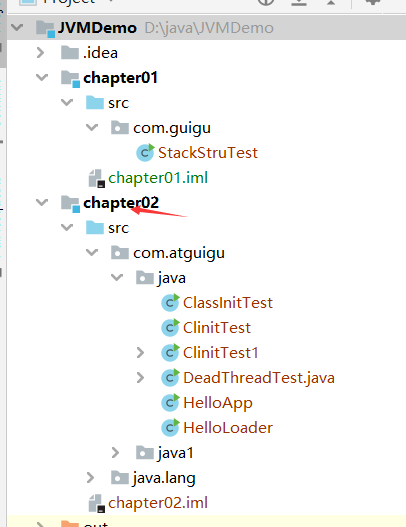 Project
JVMDemo D:\java\JVMDemo
.idea
chapter01
src
com.guigu
StackStruTest
chapter01.iml
chapter02
src
com.atguigu
java
ClassInitTest
ClinitTest
ClinitTest1
DeadThreadTest.java
HelloApp
HelloLoader
java1
java.lang
chapter02.iml
out